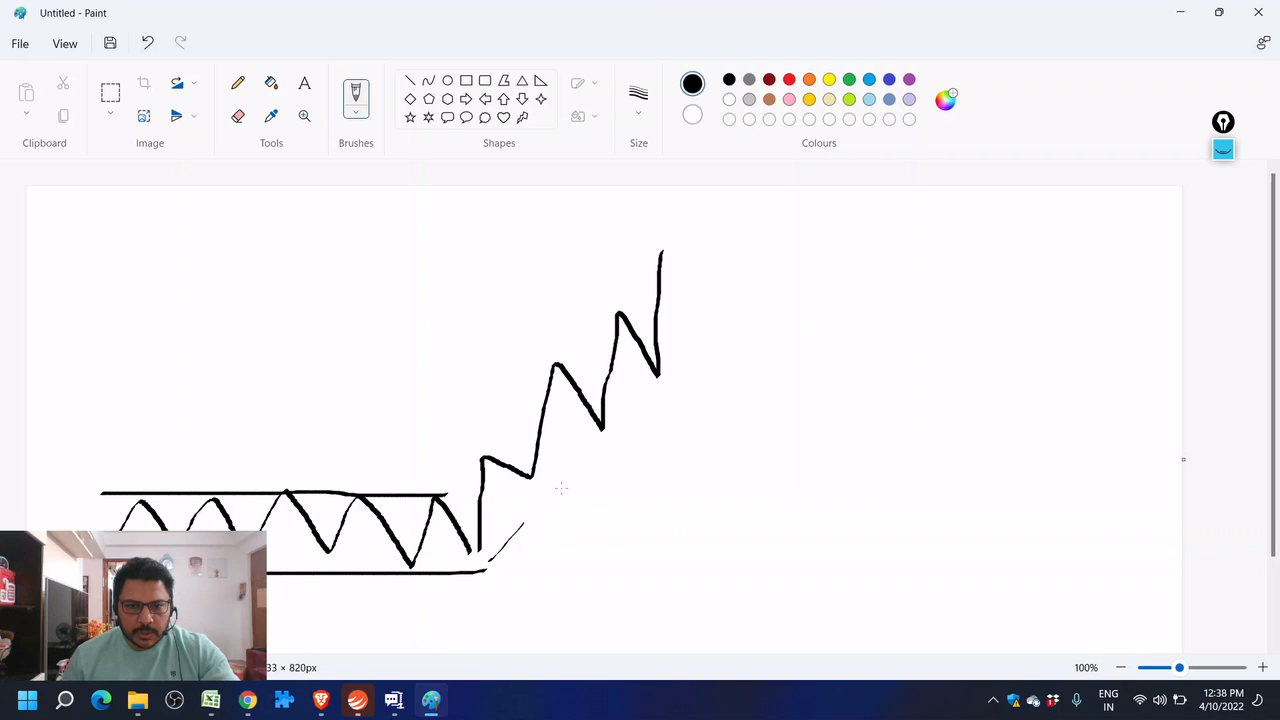 Untitled - Paint
File View
Clipboard Image Tools Brushes Shapes Size Colours
33 × 820px 100%
ENG 12:38 PM
IN 4/10/2022